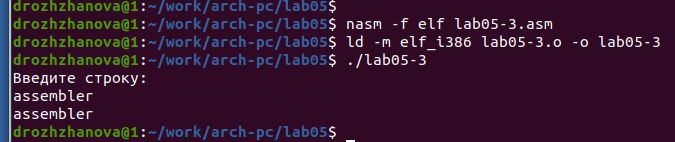 drozhzhanova@1:~/work/arch-pc/lab05$
drozhzhanova@1:~/work/arch-pc/lab05$ nasm -f elf lab05-3.asm
drozhzhanova@1:~/work/arch-pc/lab05$ ld -m elf_i386 lab05-3.o -o lab05-3
drozhzhanova@1:~/work/arch-pc/lab05$ ./lab05-3
Введите строку:
assembler
assembler
drozhzhanova@1:~/work/arch-pc/lab05$